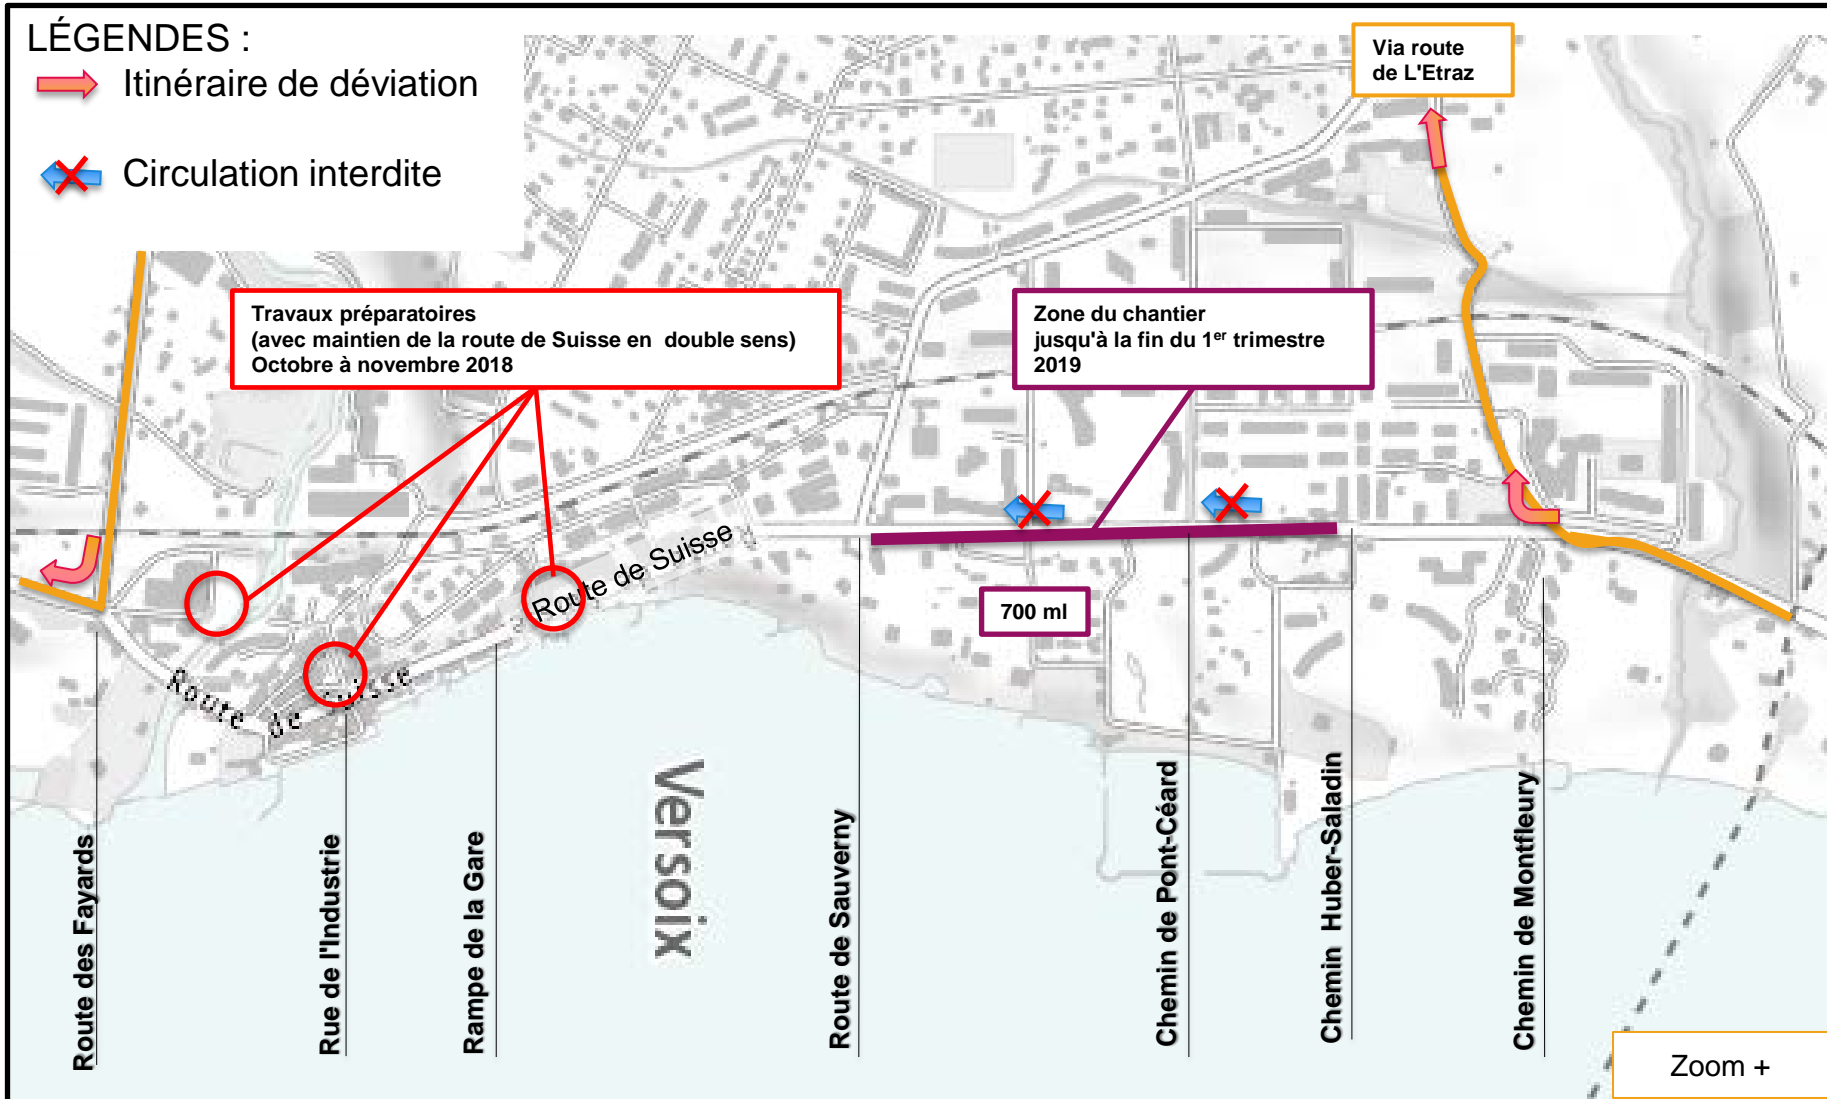 LÉGENDES :
Itinéraire de déviation
Circulation interdite
Via route
de L'Etraz
Travaux préparatoires
(avec maintien de la route de Suisse en double sens)
Octobre à novembre 2018
Zone du chantier
jusqu'à la fin du 1er trimestre
2019
700 ml
Route de Suisse
Route de Suisse
Versoix
Route des Fayards
Rue de l'Industrie
Rampe de la Gare
Route de Sauverny
Chemin de Pont-Céard
Chemin Huber-Saladin
Chemin de Montfleury
Zoom +